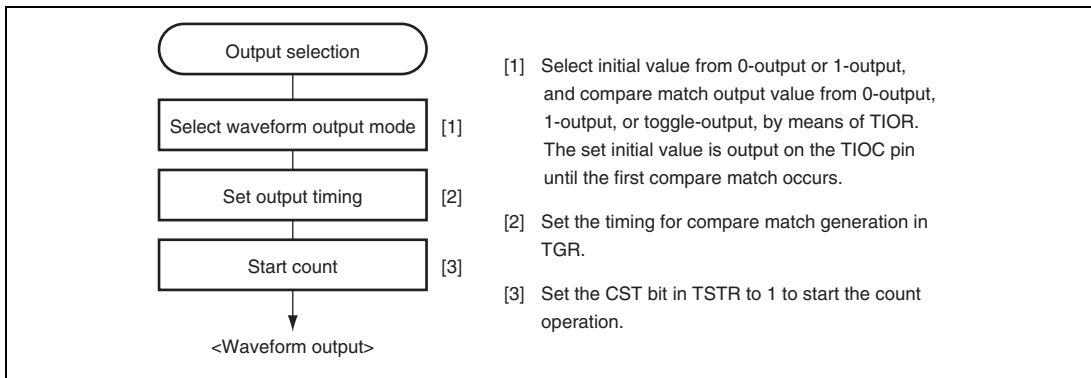 Output selection
Select waveform output mode [1]
Set output timing [2]
Start count [3]
<Waveform output>
[1] Select initial value from 0-output or 1-output,
and compare match output value from 0-output,
1-output, or toggle-output, by means of TIOR.
The set initial value is output on the TIOC pin
until the first compare match occurs.
[2] Set the timing for compare match generation in
TGR.
[3] Set the CST bit in TSTR to 1 to start the count
operation.